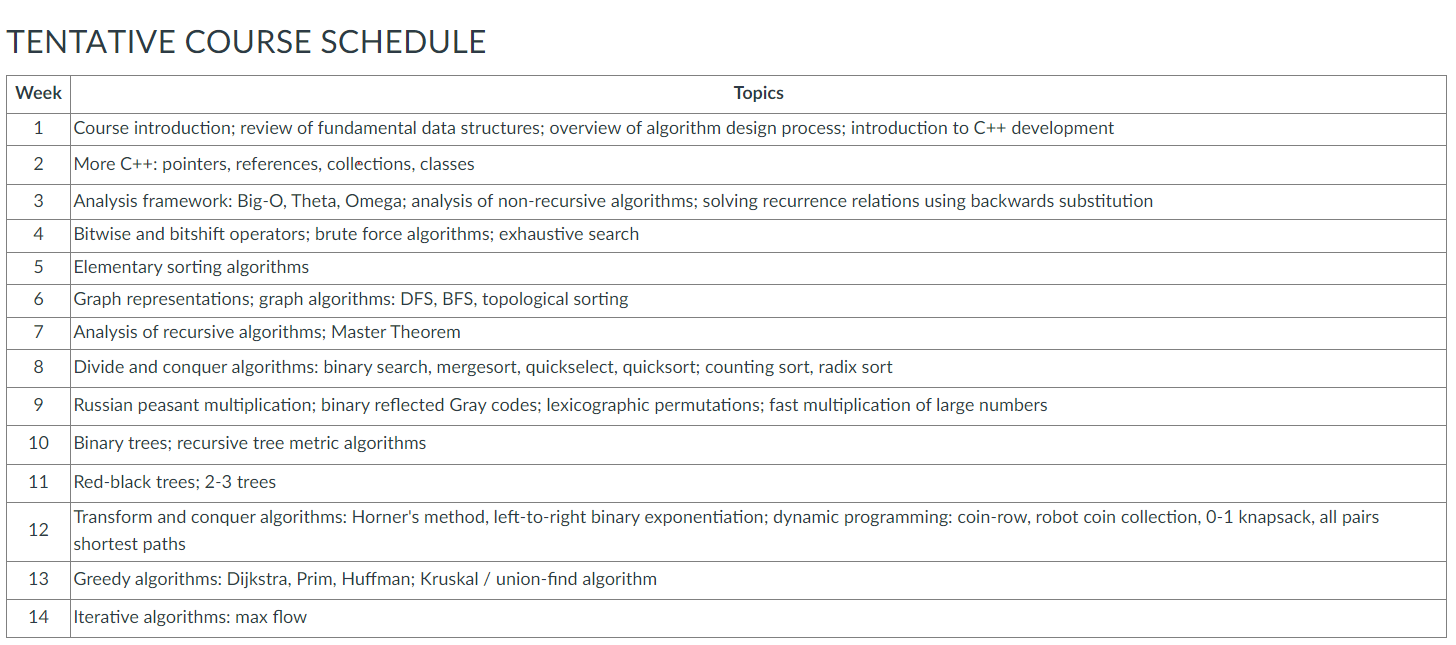 TENTATIVE COURSE SCHEDULE
Week Topics
1 Course introduction; review of fundamental data structures; overview of algorithm design process; introduction to C++ development
2 More C++: pointers, references, collections, classes
3 Analysis framework: Big-O, Theta, Omega; analysis of non-recursive algorithms; solving recurrence relations using backwards substitution
4 Bitwise and bitshift operators; brute force algorithms; exhaustive search
5 Elementary sorting algorithms
6 Graph representations; graph algorithms: DFS, BFS, topological sorting
7 Analysis of recursive algorithms; Master Theorem
8 Divide and conquer algorithms: binary search, mergesort, quickselect, quicksort; counting sort, radix sort
9 Russian peasant multiplication; binary reflected Gray codes; lexicographic permutations; fast multiplication of large numbers
10 Binary trees; recursive tree metric algorithms
11 Red-black trees; 2-3 trees
12 Transform and conquer algorithms: Horner's method, left-to-right binary exponentiation; dynamic programming: coin-row, robot coin collection, 0-1 knapsack, all pairs
shortest paths
13 Greedy algorithms: Dijkstra, Prim, Huffman; Kruskal / union-find algorithm
14 Iterative algorithms: max flow